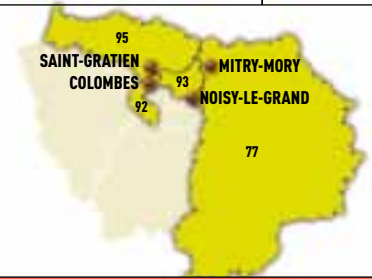 95
SAINT-GRATIEN
MITRY-MORY
COLOMBES
93
92
NOISY-LE-GRAND
77